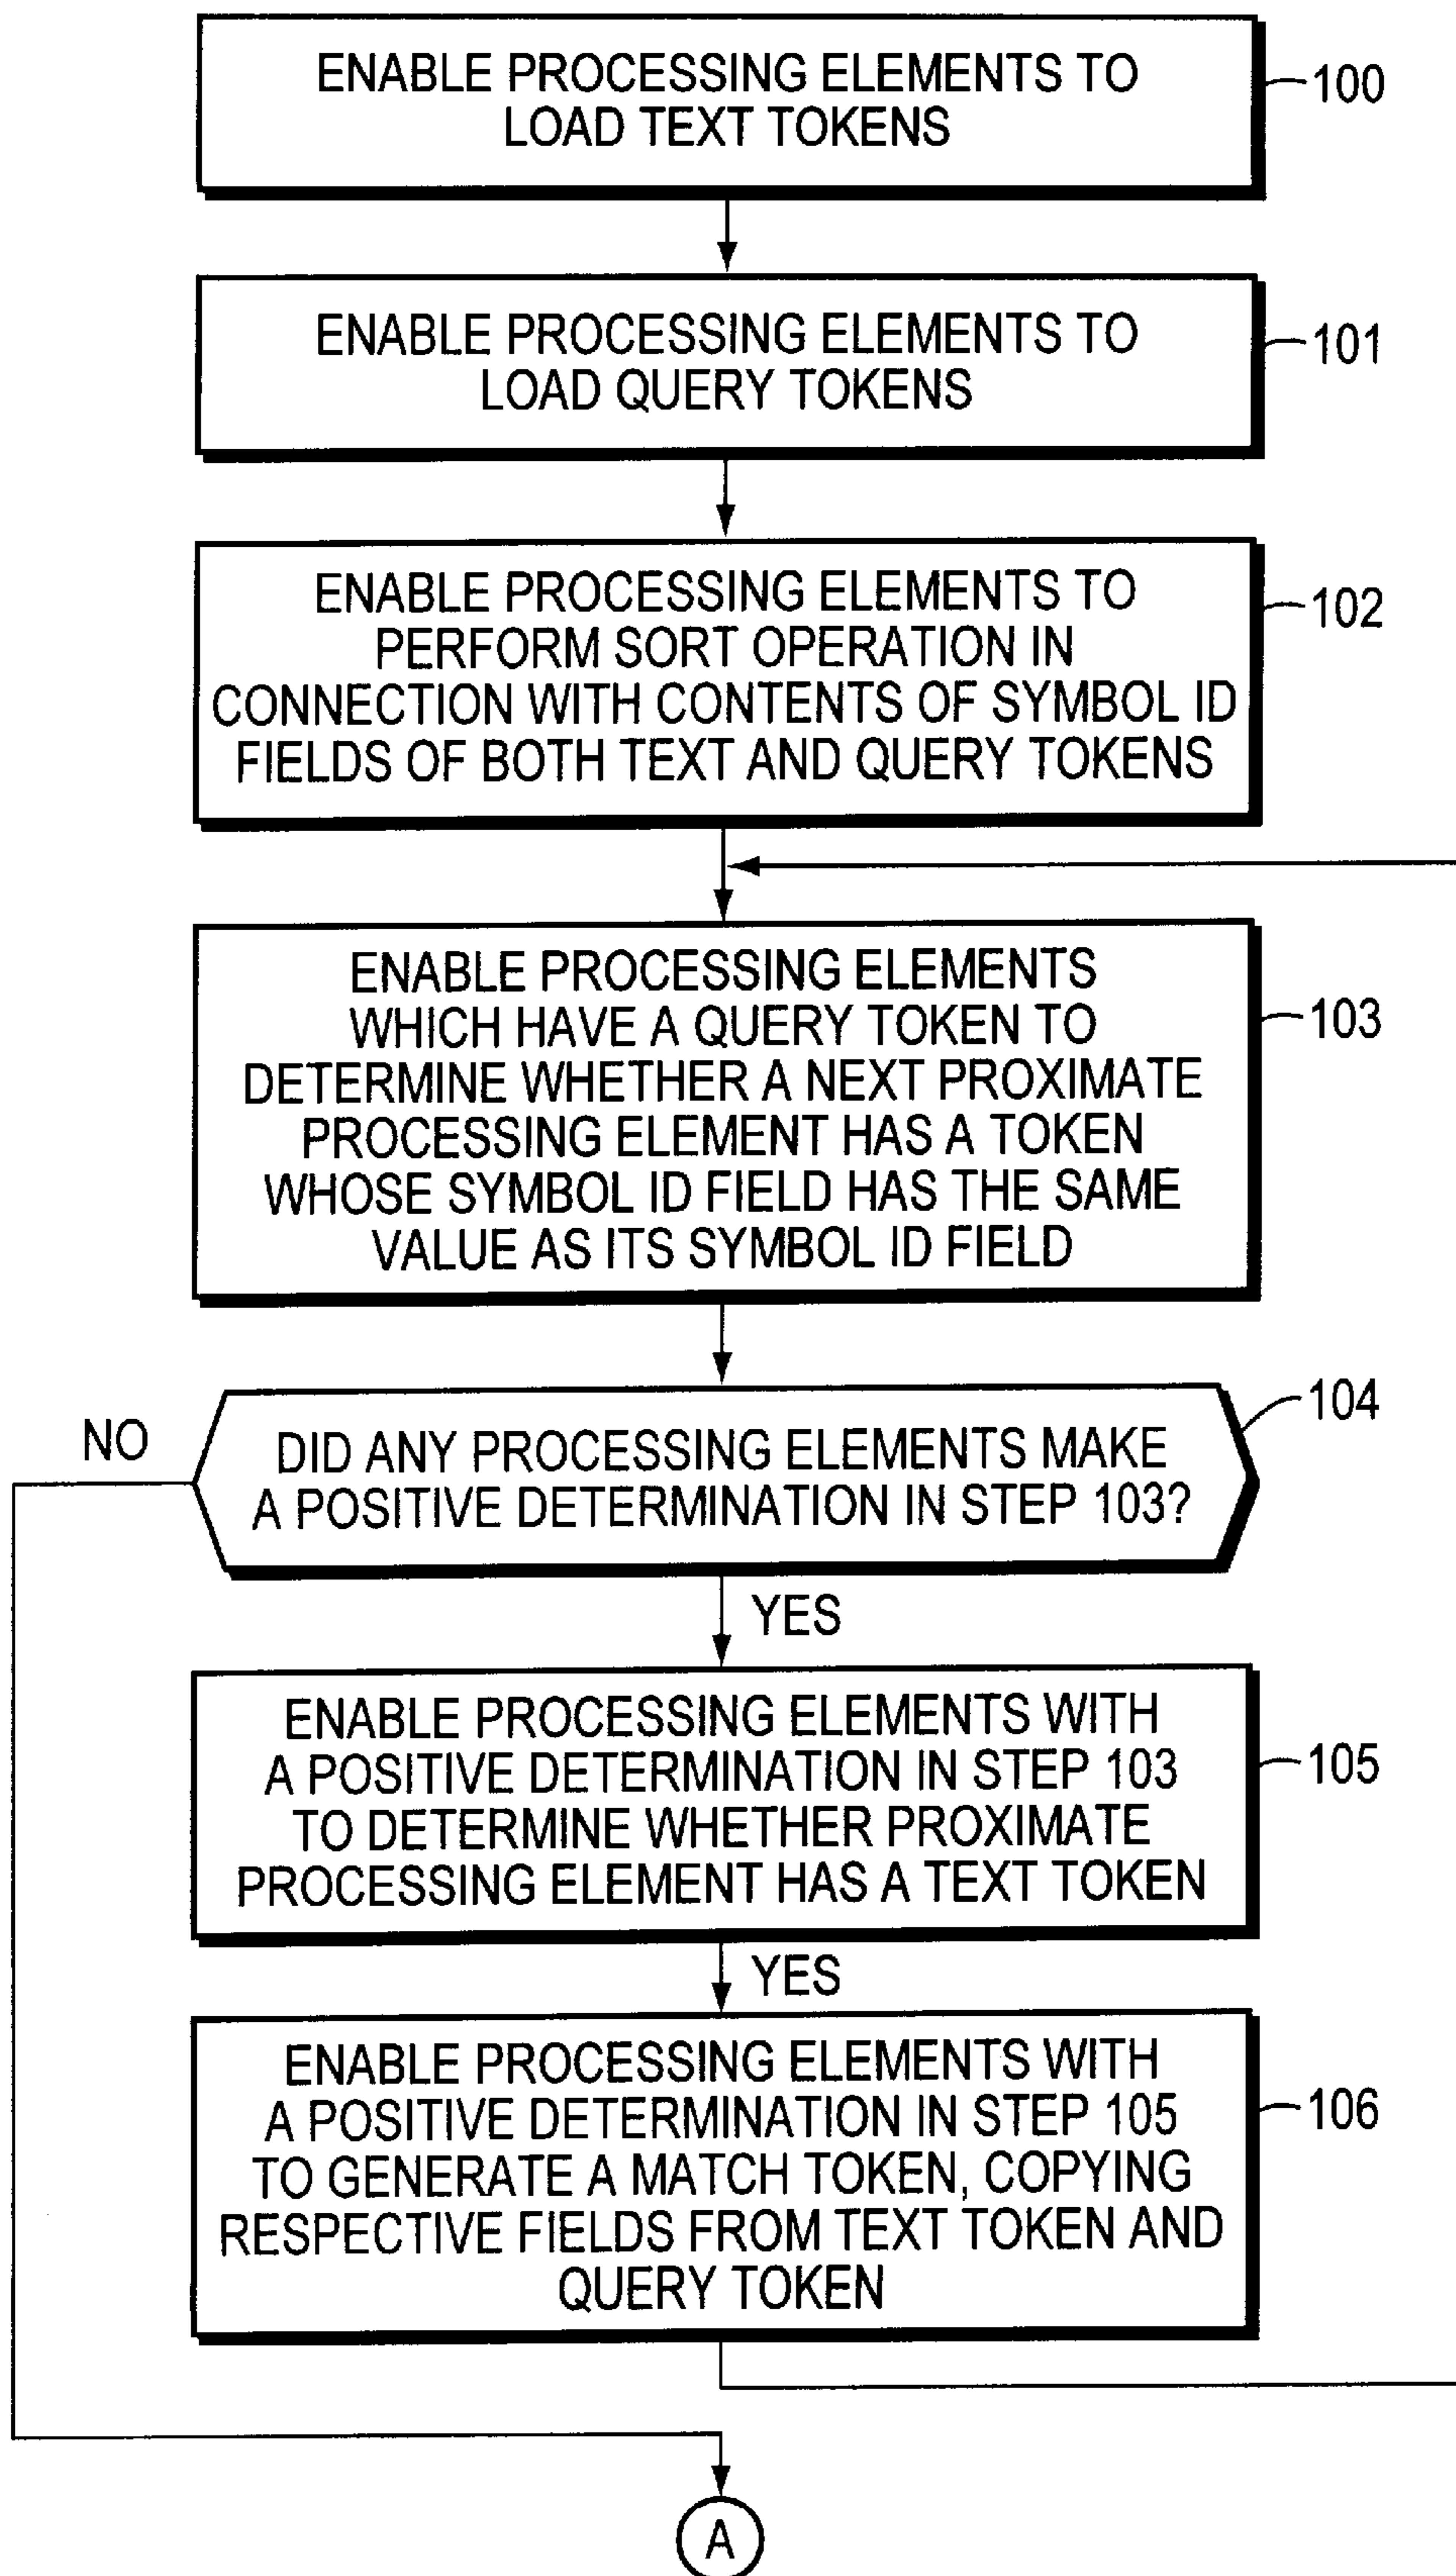 ENABLE PROCESSING ELEMENTS TO
LOAD TEXT TOKENS
100
ENABLE PROCESSING ELEMENTS TO
LOAD QUERY TOKENS
101
ENABLE PROCESSING ELEMENTS TO
PERFORM SORT OPERATION IN
CONNECTION WITH CONTENTS OF SYMBOL ID
FIELDS OF BOTH TEXT AND QUERY TOKENS
102
ENABLE PROCESSING ELEMENTS
WHICH HAVE A QUERY TOKEN TO
DETERMINE WHETHER A NEXT PROXIMATE
PROCESSING ELEMENT HAS A TOKEN
WHOSE SYMBOL ID FIELD HAS THE SAME
VALUE AS ITS SYMBOL ID FIELD
103
NO
DID ANY PROCESSING ELEMENTS MAKE
A POSITIVE DETERMINATION IN STEP 103?
104
YES
ENABLE PROCESSING ELEMENTS WITH
A POSITIVE DETERMINATION IN STEP 103
TO DETERMINE WHETHER PROXIMATE
PROCESSING ELEMENT HAS A TEXT TOKEN
105
YES
ENABLE PROCESSING ELEMENTS WITH
A POSITIVE DETERMINATION IN STEP 105
TO GENERATE A MATCH TOKEN, COPYING
RESPECTIVE FIELDS FROM TEXT TOKEN AND
QUERY TOKEN
106
A